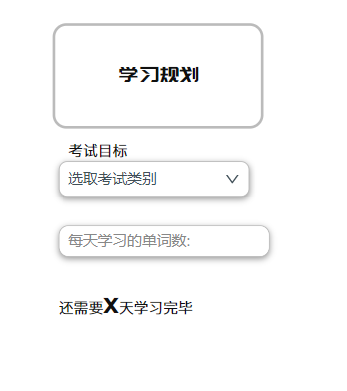 学习规划
考试目标
选取考试类别
每天学习的单词数:
还需要X天学习完毕